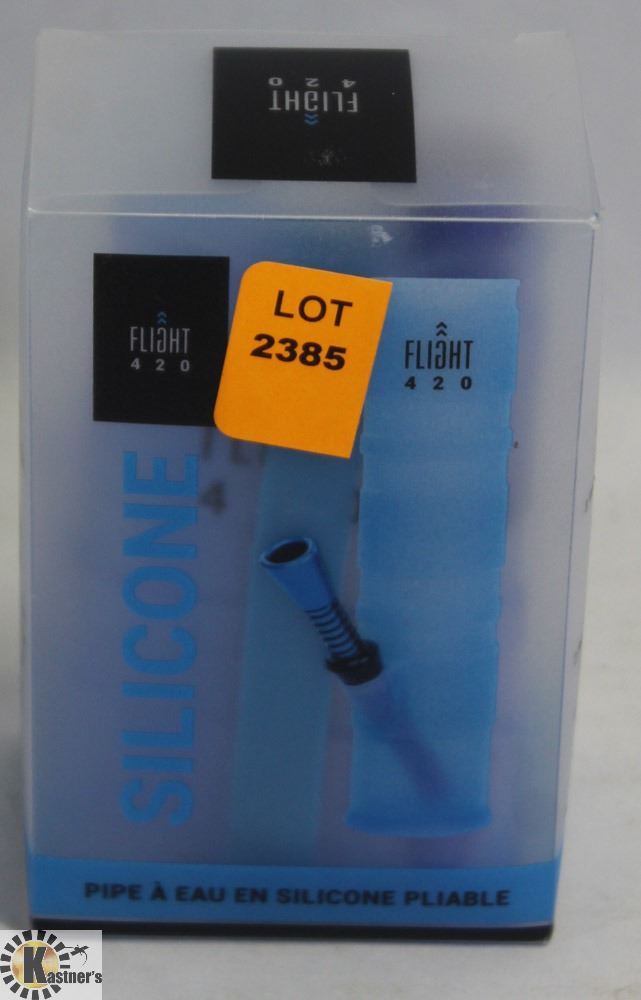 FLIGHT
420
FLIGHT
420
LOT
2385
FLIGHT
420
SILICONE
PIPE À EAU EN SILICONE PLIABLE
KASTNER'S